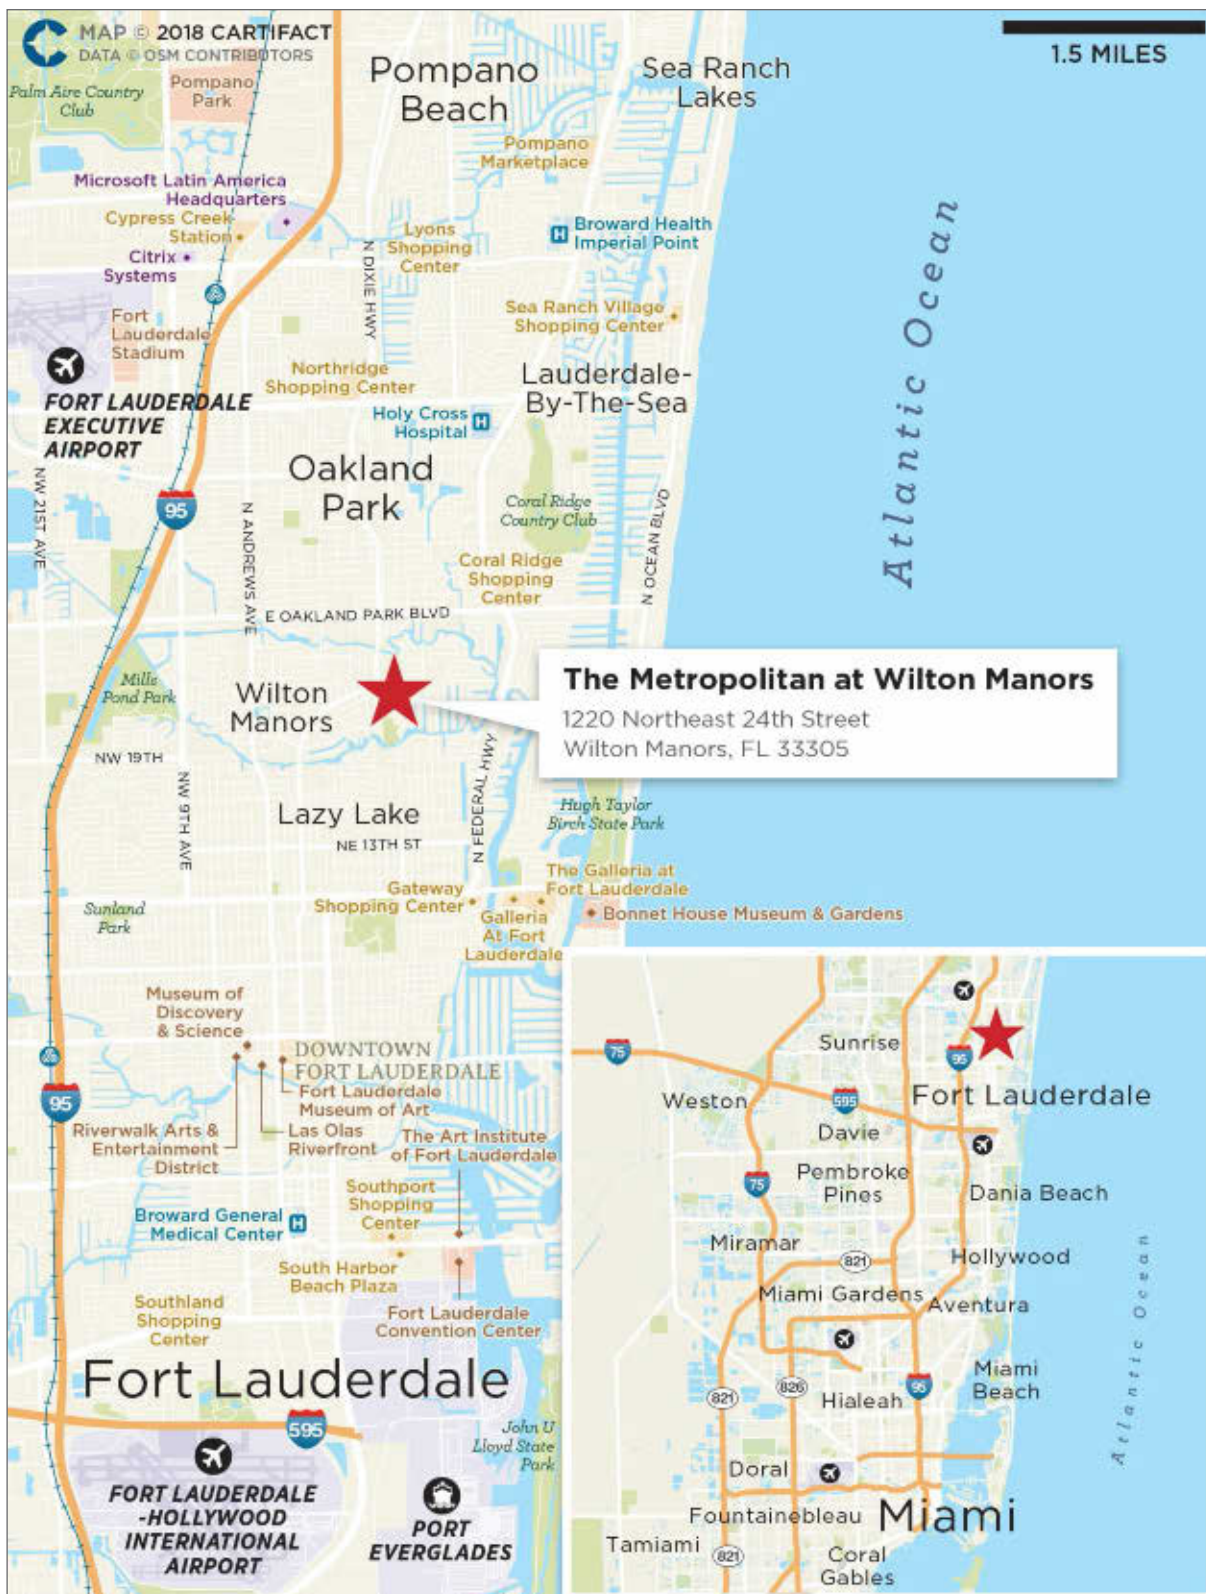 MAP © 2018 CARTIFACT
DATA © OSM CONTRIBUTORS
1.5 MILES
Palm Aire Country
Club
Pompano
Park
Pompano
Beach
Sea Ranch
Lakes
Pompano
Marketplace
Microsoft Latin America
Headquarters
Cypress Creek
Station
Citrix
Systems
N DIXIE HWY
Lyons
Shopping
Center
H
Broward Health
Imperial Point
Fort
Lauderdale
Stadium
Sea Ranch Village
Shopping Center
Atlantic Ocean
FORT LAUDERDALE
EXECUTIVE
AIRPORT
Northridge
Shopping Center
Lauderdale-
By-The-Sea
Holy Cross
Hospital
H
Oakland
Park
NW 21ST AVE
95
N ANDREWS AVE
Coral Ridge
Country Club
N OCEAN BLVD
Coral Ridge
Shopping
Center
E OAKLAND PARK BLVD
Mills
Pond Park
Wilton
Manors
The Metropolitan at Wilton Manors
1220 Northeast 24th Street
Wilton Manors, FL 33305
NW 19TH
NW 9TH AVE
N FEDERAL HWY
Lazy Lake
NE 13TH ST
Hugh Taylor
Birch State Park
Sunland
Park
Gateway
Shopping Center
The Galleria at
Fort Lauderdale
Galleria
At Fort
Lauderdale
Bonnet House Museum & Gardens
Museum of
Discovery
& Science
DOWNTOWN
FORT LAUDERDALE
Fort Lauderdale
Museum of Art
95
Riverwalk Arts &
Entertainment
District
Las Olas
Riverfront
The Art Institute
of Fort Lauderdale
Southport
Shopping
Center
Broward General
Medical Center
H
South Harbor
Beach Plaza
Southland
Shopping
Center
Fort Lauderdale
Convention Center
Fort Lauderdale
595
John U
Lloyd State
Park
FORT LAUDERDALE
-HOLLYWOOD
INTERNATIONAL
AIRPORT
PORT
EVERGLADES
75
Sunrise
95
Weston
595
Fort Lauderdale
Davie
75
Pembroke
Pines
Dania Beach
Miramar
821
Hollywood
Miami Gardens
Aventura
Atlantic Ocean
821
826
Hialeah
95
Miami
Beach
Doral
Fountainebleau
Miami
Tamiami
821
Coral
Gables